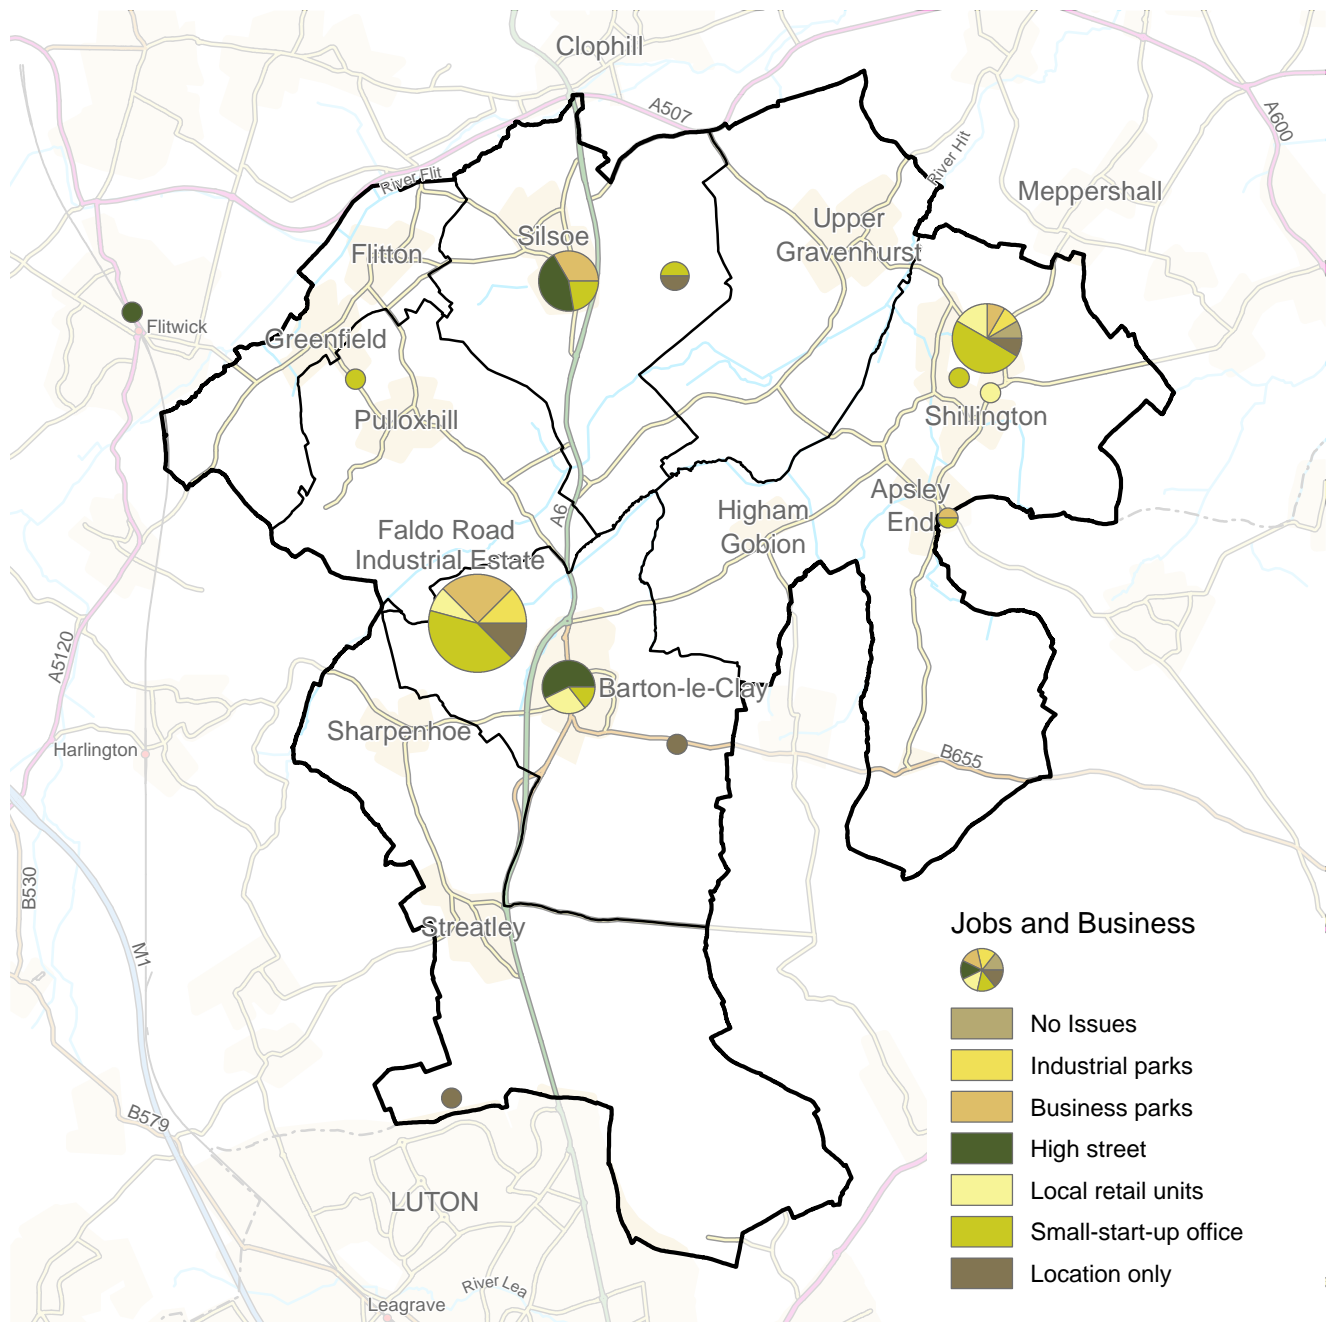 Clophill
A507
A600
River Hit
River Flit
Meppershall
Upper
Gravenhurst
Silsoe
Flitton
Flitwick
Greenfield
Pulloxhill
Shillington
Apsley
End
Higham
Gobion
A6
Faldo Road
Industrial Estate
A5120
Barton-le-Clay
Sharpenhoe
Harlington
B655
B530
M1
Streatley
B579
LUTON
River Lea
Leagrave
Jobs and Business
No Issues
Industrial parks
Business parks
High street
Local retail units
Small-start-up office
Location only